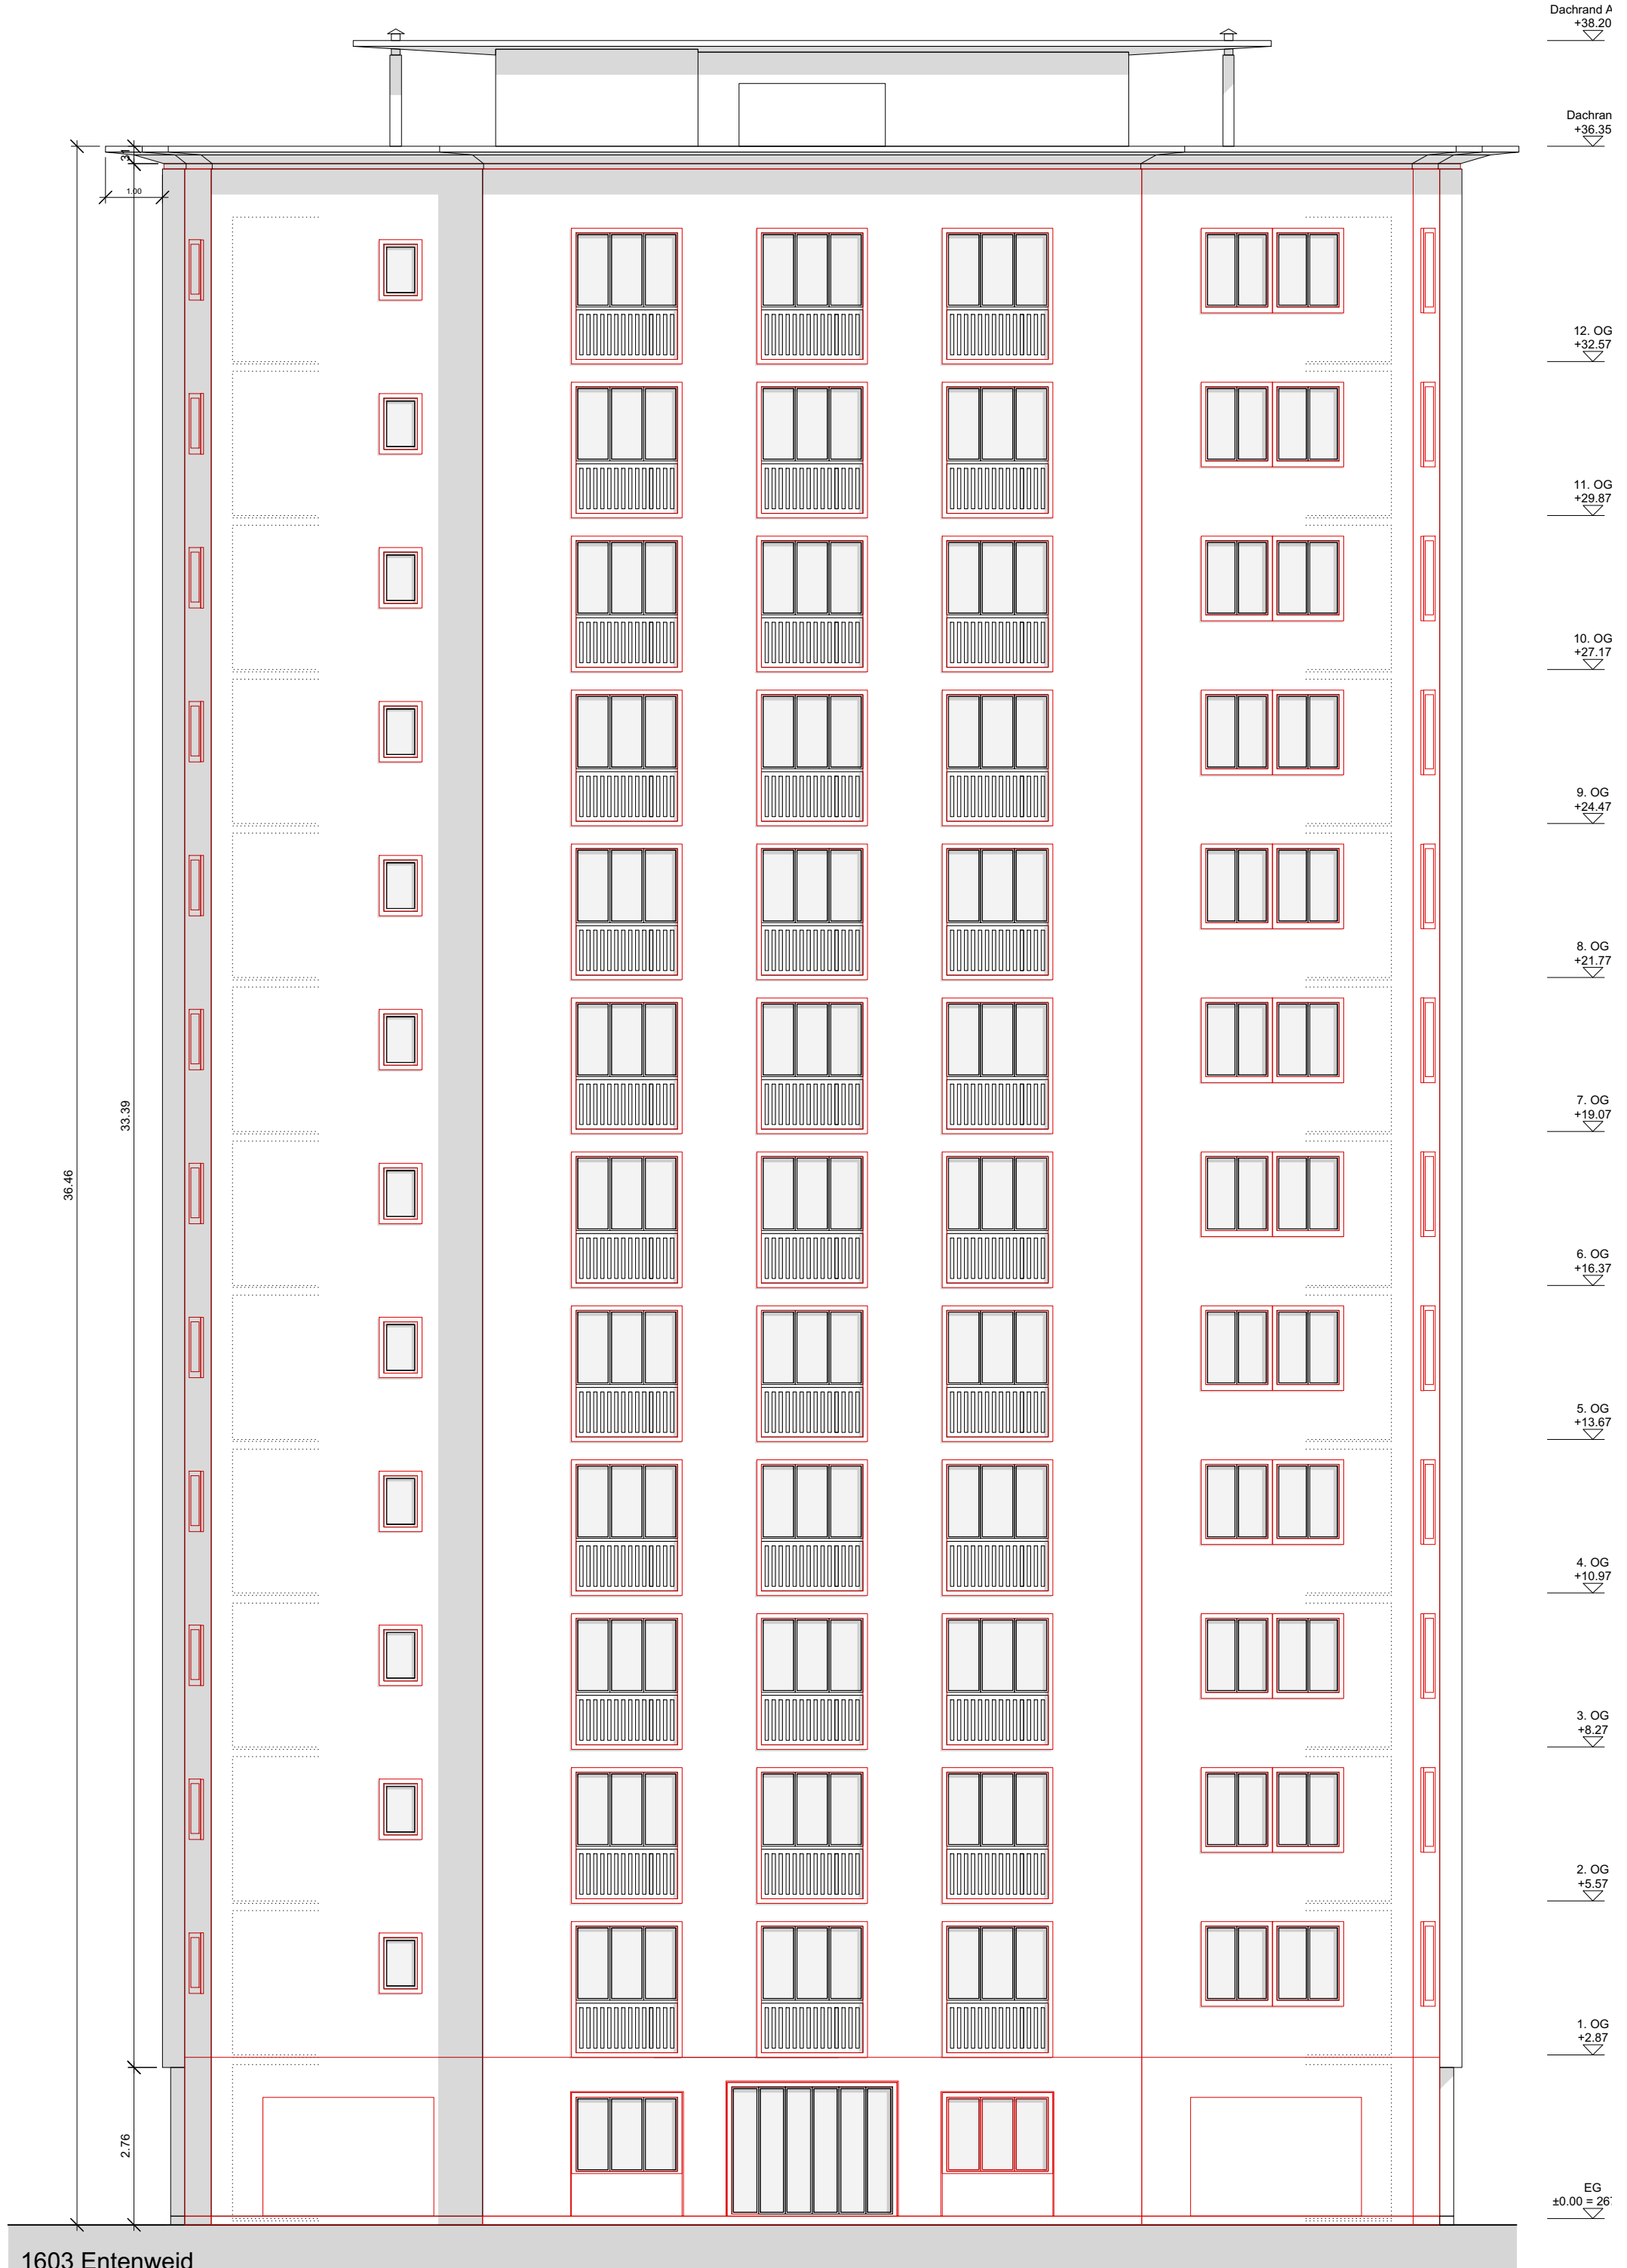 Dachrand A
+38.20
Dachran
+36.35
1.00
12. OG
+32.57
11. OG
+29.87
10. OG
+27.17
9. OG
+24.47
8. OG
+21.77
7. OG
+19.07
33.39
36.46
6. OG
+16.37
5. OG
+13.67
4. OG
+10.97
3. OG
+8.27
2. OG
+5.57
1. OG
+2.87
2.76
EG
±0.00 = 26
1603 Entenweid